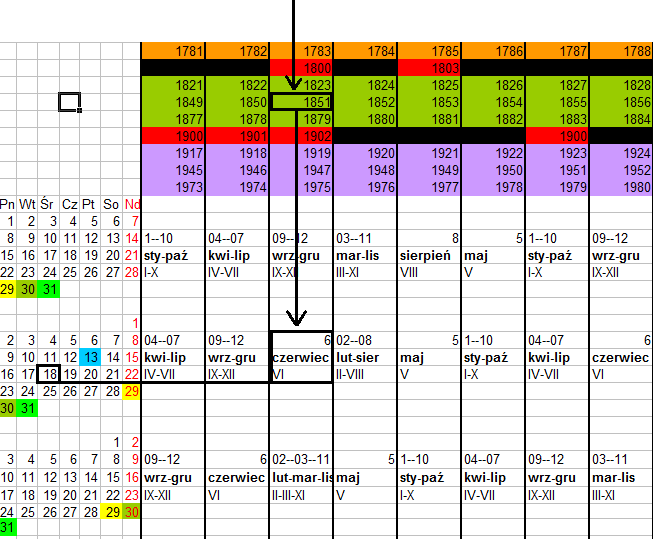 1781 1782 1783 1784 1785 1786 1787 1788
1800 1803
1821 1822 1823 1824 1825 1826 1827 1828
1849 1850 1851 1852 1853 1854 1855 1856
1877 1878 1879 1880 1881 1882 1883 1884
1900 1901 1902 1900
1917 1918 1919 1920 1921 1922 1923 1924
1945 1946 1947 1948 1949 1950 1951 1952
1973 1974 1975 1976 1977 1978 1979 1980
Pn Wt Śr Cz Pt So Nd
1 2 3 4 5 6 7
8 9 10 11 12 13 14 1--10 04--07 09--12 03--11 8 5 1--10 09--12
15 16 17 18 19 20 21 sty-paź kwi-lip wrz-gru mar-lis sierpień maj sty-paź wrz-gru
22 23 24 25 26 27 28 I-X IV-VII IX-XI III-XI VIII V I-X IX-XII
29 30 31
1
2 3 4 5 6 7 8 04--07 09--12 6 02--08 5 1--10 04--07 6
9 10 11 12 13 14 15 kwi-lip wrz-gru czerwiec lut-sier maj sty-paź kwi-lip czerwiec
16 17 18 19 20 21 22 IV-VII IX-XII VI II-VIII V I-X IV-VII VI
23 24 25 26 27 28 29
30 31
1 2
3 4 5 6 7 8 9 09--12 6 02--03--11 5 1--10 04--07 09--12 03--11
10 11 12 13 14 15 16 wrz-gru czerwiec lut-mar-lis maj sty-paź kwi-lip wrz-gru mar-lis
17 18 19 20 21 22 23 IX-XII VI II-III-XI V I-X IV-VII IX-XII III-XI
24 25 26 27 28 29 30
31